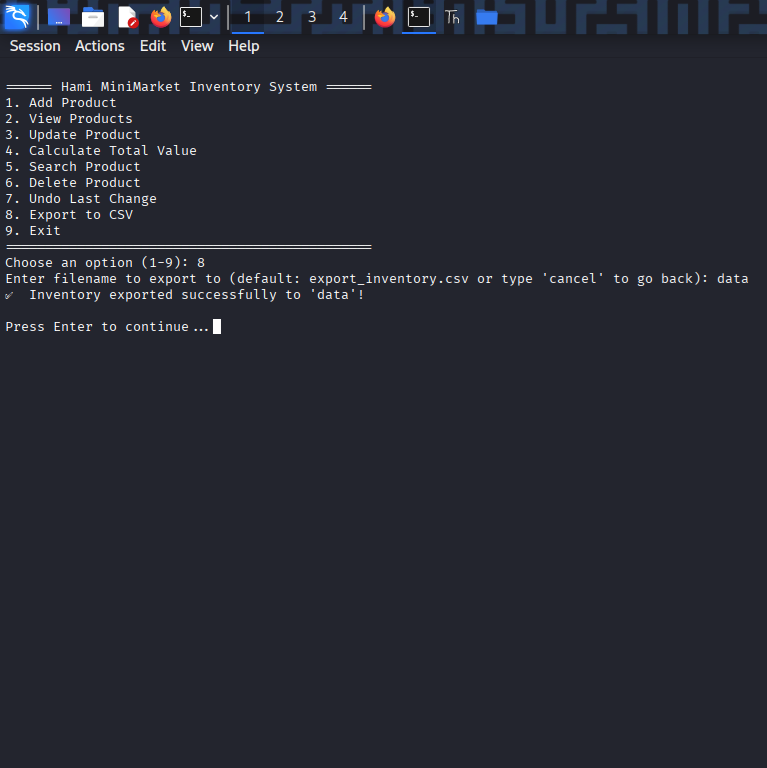 1 2 3 4
Session Actions Edit View Help
====== Hami MiniMarket Inventory System ======
1. Add Product
2. View Products
3. Update Product
4. Calculate Total Value
5. Search Product
6. Delete Product
7. Undo Last Change
8. Export to CSV
9. Exit
==============================================
Choose an option (1-9): 8
Enter filename to export to (default: export_inventory.csv or type 'cancel' to go back): data
✔ Inventory exported successfully to 'data'!
Press Enter to continue...